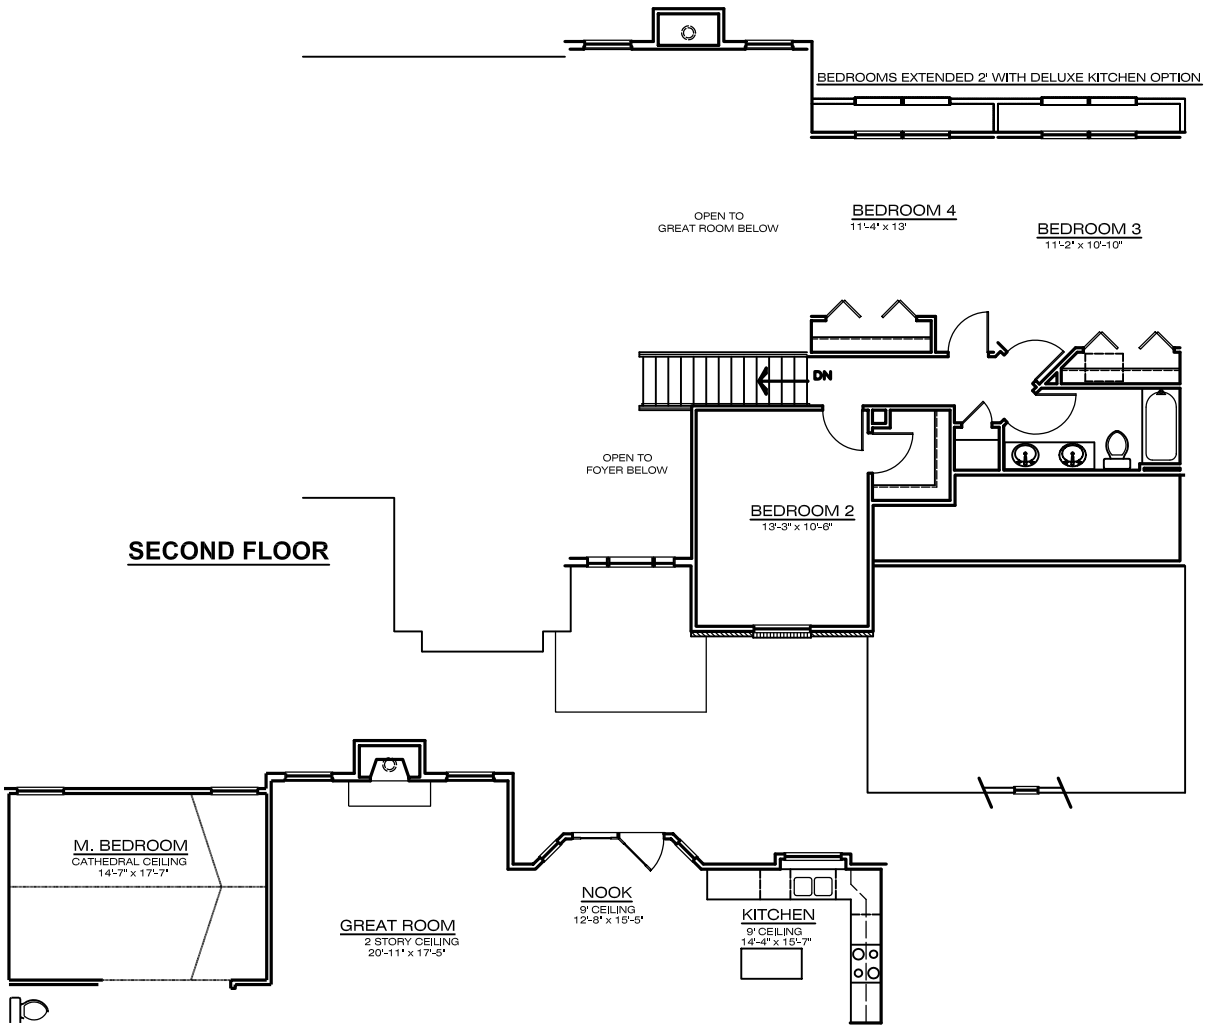 BEDROOMS EXTENDED 2' WITH DELUXE KITCHEN OPTION
OPEN TO
GREAT ROOM BELOW
BEDROOM 4
11'-4" x 13'
BEDROOM 3
11'-2" x 10'-10"
DN
OPEN TO
FOYER BELOW
BEDROOM 2
13'-3" x 10'-6"
SECOND FLOOR
M. BEDROOM
CATHEDRAL CEILING
14'-7" x 17'-7"
GREAT ROOM
2 STORY CEILING
20'-11" x 17'-5"
NOOK
9' CEILING
12'-8" x 15'-5"
KITCHEN
9' CEILING
14'-4" x 15'-7"